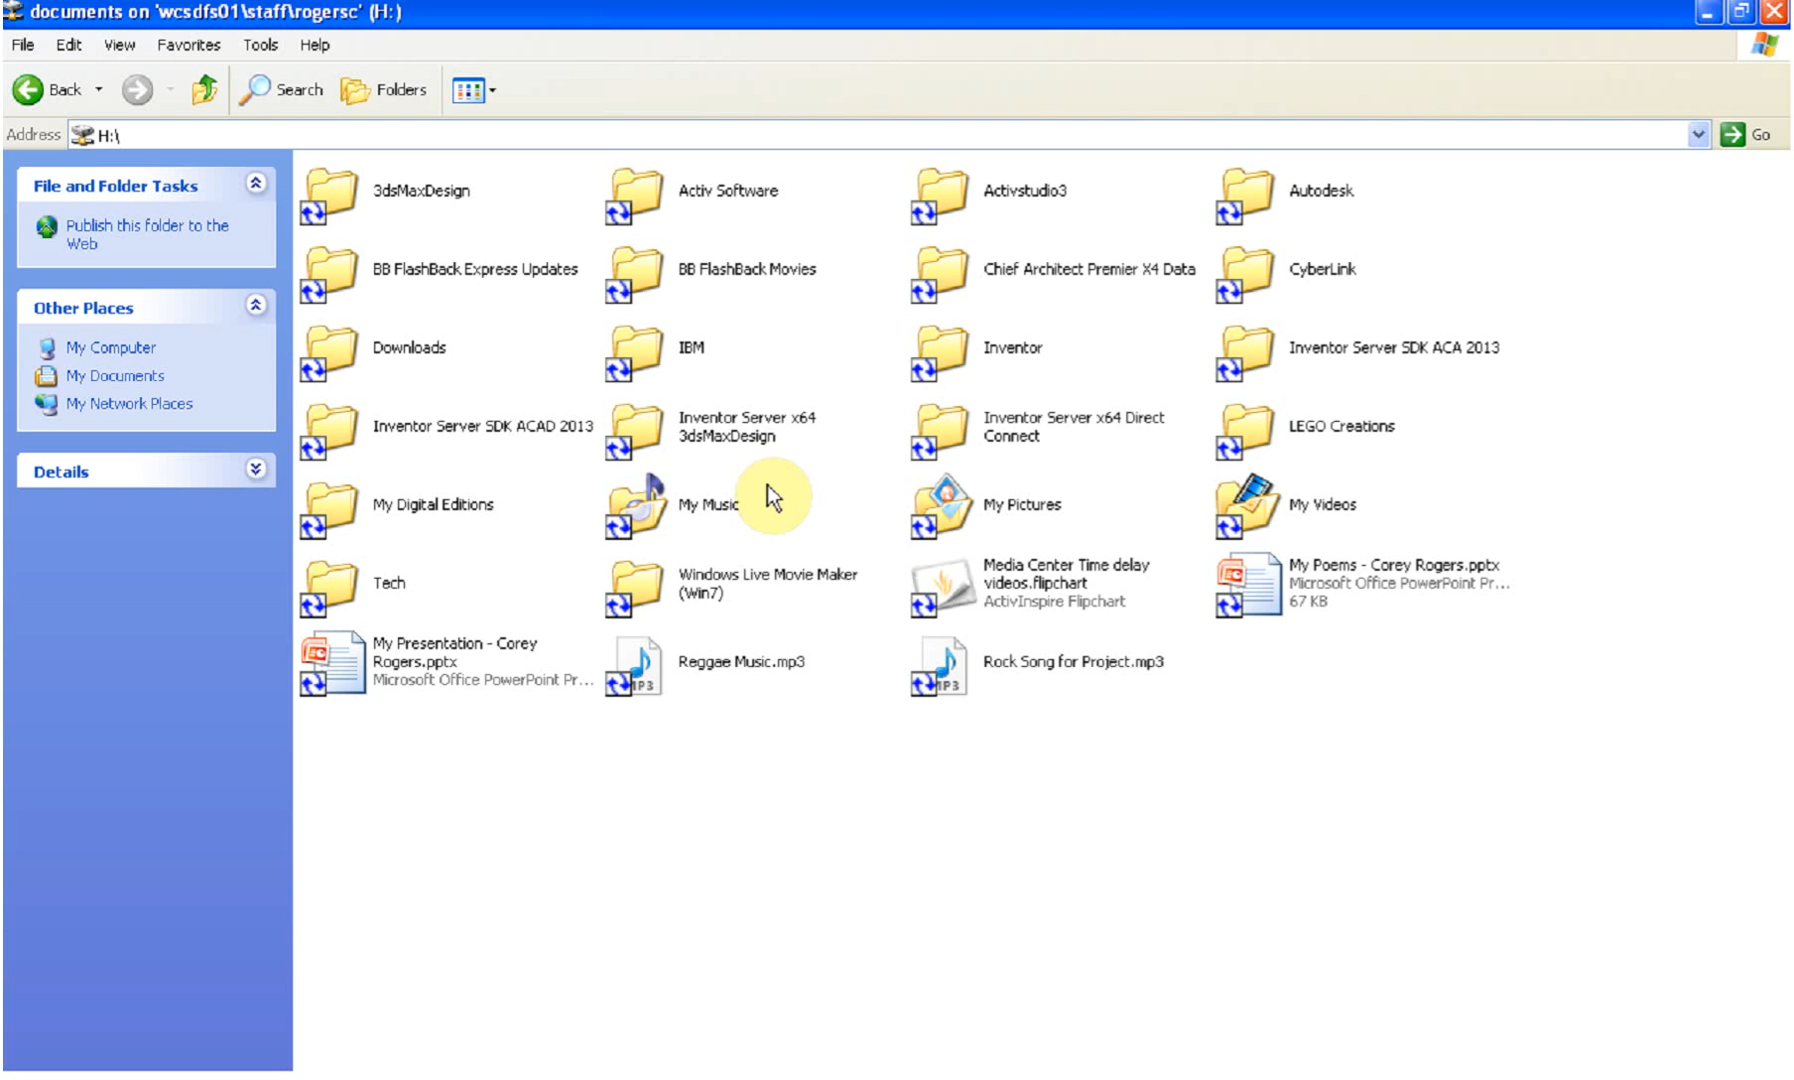 documents on 'wcsdfs01\staff\rogersc' (H:)
File Edit View Favorites Tools Help
Back Search Folders
Address H:\ Go
File and Folder Tasks
Publish this folder to the
Web
Other Places
My Computer
My Documents
My Network Places
Details
3dsMaxDesign
Activ Software
Activstudio3
Autodesk
BB FlashBack Express Updates
BB FlashBack Movies
Chief Architect Premier X4 Data
CyberLink
Downloads
IBM
Inventor
Inventor Server SDK ACA 2013
Inventor Server SDK ACAD 2013
Inventor Server x64
3dsMaxDesign
Inventor Server x64 Direct
Connect
LEGO Creations
My Digital Editions
My Music
My Pictures
My Videos
Tech
Windows Live Movie Maker
(Win7)
Media Center Time delay
videos.flipchart
ActivInspire Flipchart
My Poems - Corey Rogers.pptx
Microsoft Office PowerPoint Pr...
67 KB
My Presentation - Corey
Rogers.pptx
Microsoft Office PowerPoint Pr...
MP3
Reggae Music.mp3
MP3
Rock Song for Project.mp3